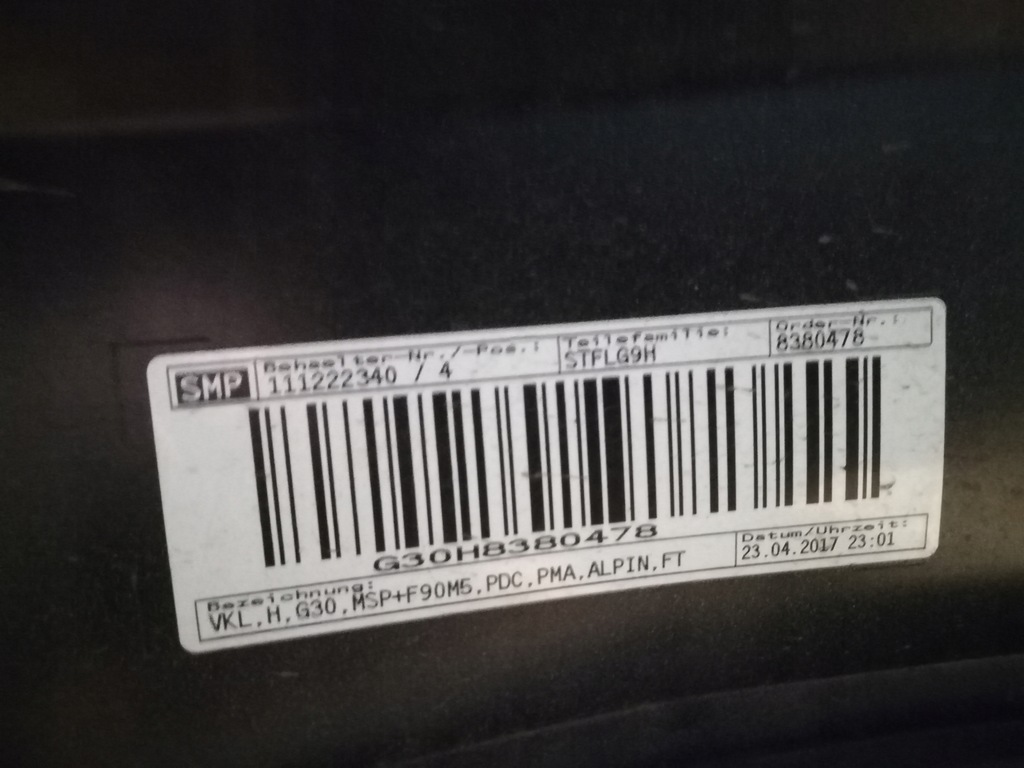 SMP
Behaelter-Nr./-Pos.:
111222340 / 4
Teilefamilie:
STFLG9H
Order-Nr.:
8380478
G30H8380478
Bezeichnung:
VKL,H,G30,MSP+F90M5,PDC,PMA,ALPIN,FT
Datum/Uhrzeit:
23.04.2017 23:01